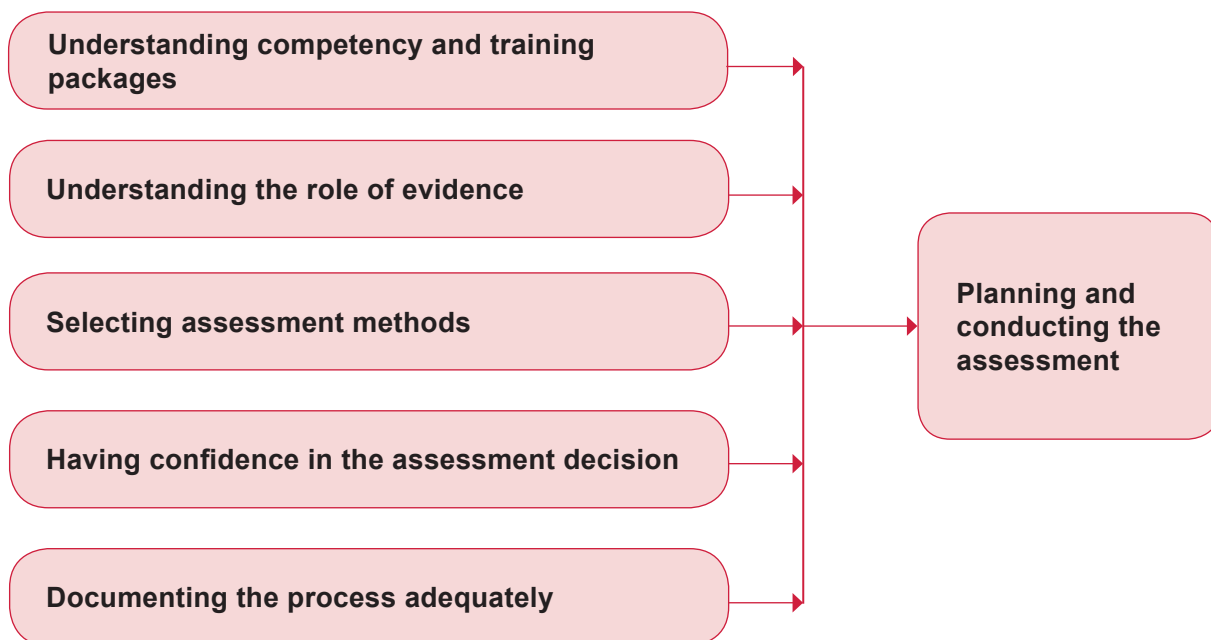 Understanding competency and training
packages
Understanding the role of evidence
Selecting assessment methods
Having confidence in the assessment decision
Documenting the process adequately
Planning and
conducting the
assessment